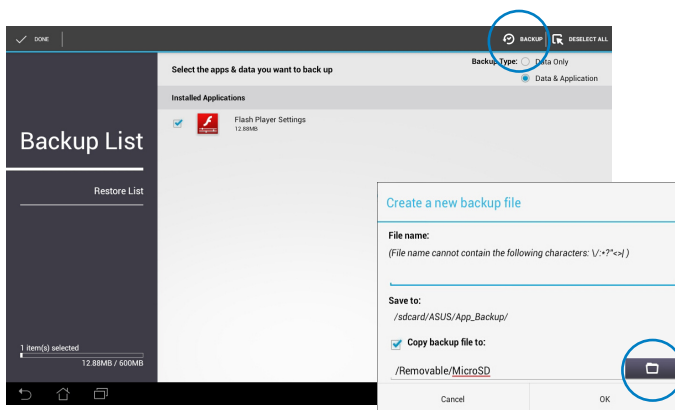 DONE
BACKUP
DESELECT ALL
Select the apps & data you want to back up
Backup Type: Data Only
Data & Application
Installed Applications
Flash Player Settings
12.88MB
Backup List
Restore List
1 item(s) selected
12.88MB / 600MB
Create a new backup file
File name:
(File name cannot contain the following characters: \/:*?"<>| )
Save to:
/sdcard/ASUS/App_Backup/
Copy backup file to:
/Removable/MicroSD
Cancel
OK